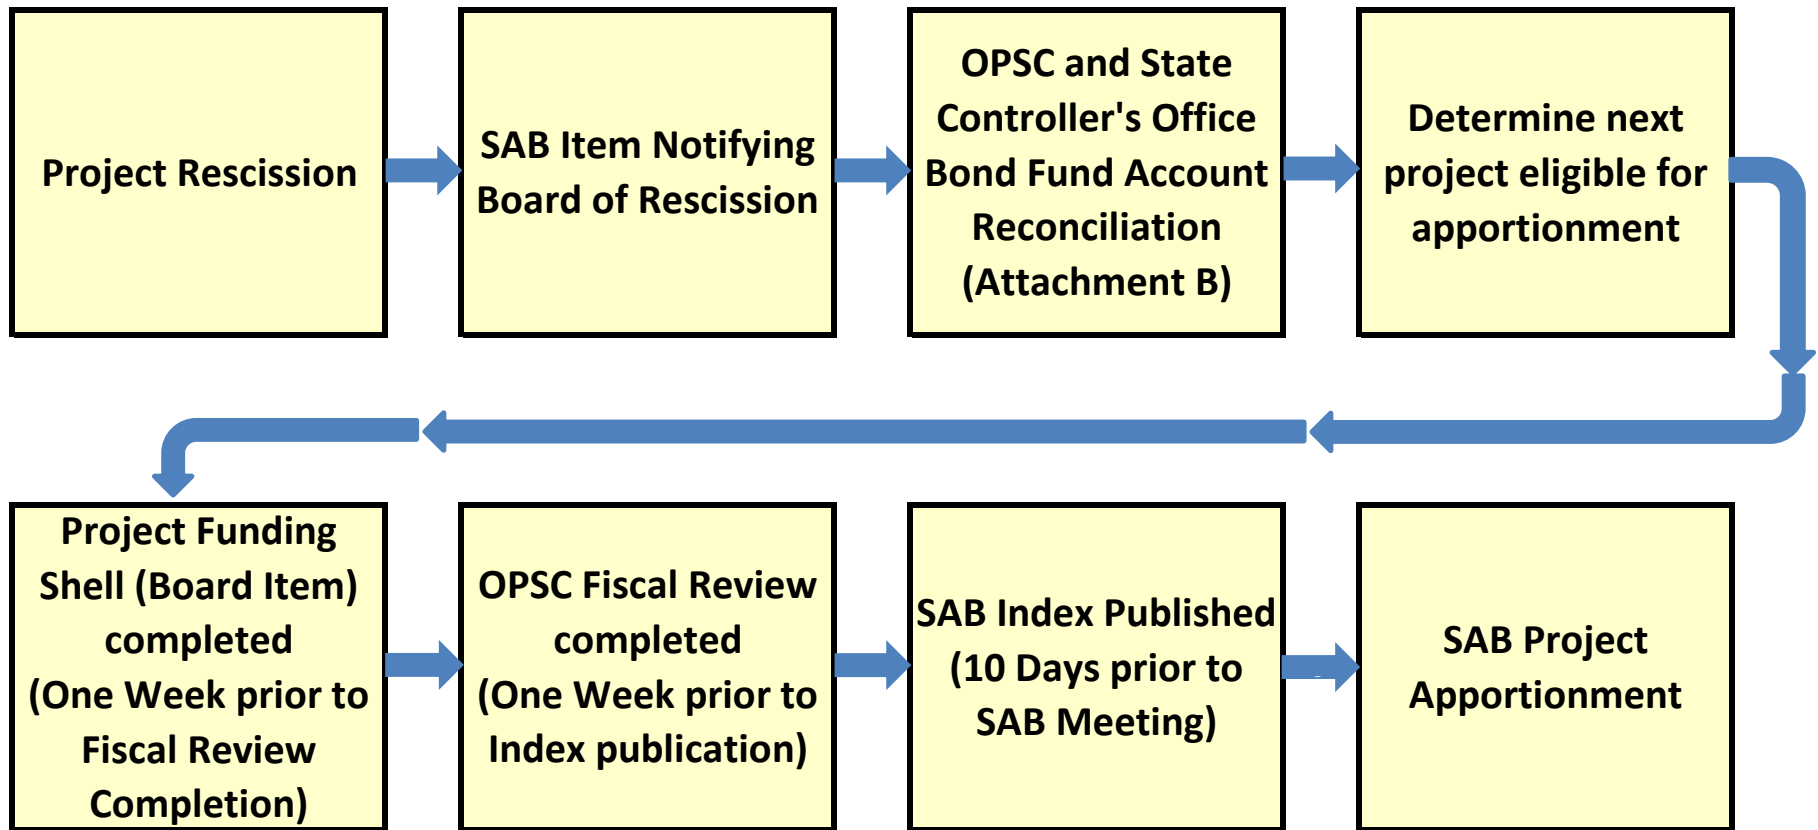 Project Rescission
SAB Item Notifying
Board of Rescission
OPSC and State
Controller's Office
Bond Fund Account
Reconciliation
(Attachment B)
Determine next
project eligible for
apportionment
Project Funding
Shell (Board Item)
completed
(One Week prior to
Fiscal Review
Completion)
OPSC Fiscal Review
completed
(One Week prior to
Index publication)
SAB Index Published
(10 Days prior to
SAB Meeting)
SAB Project
Apportionment